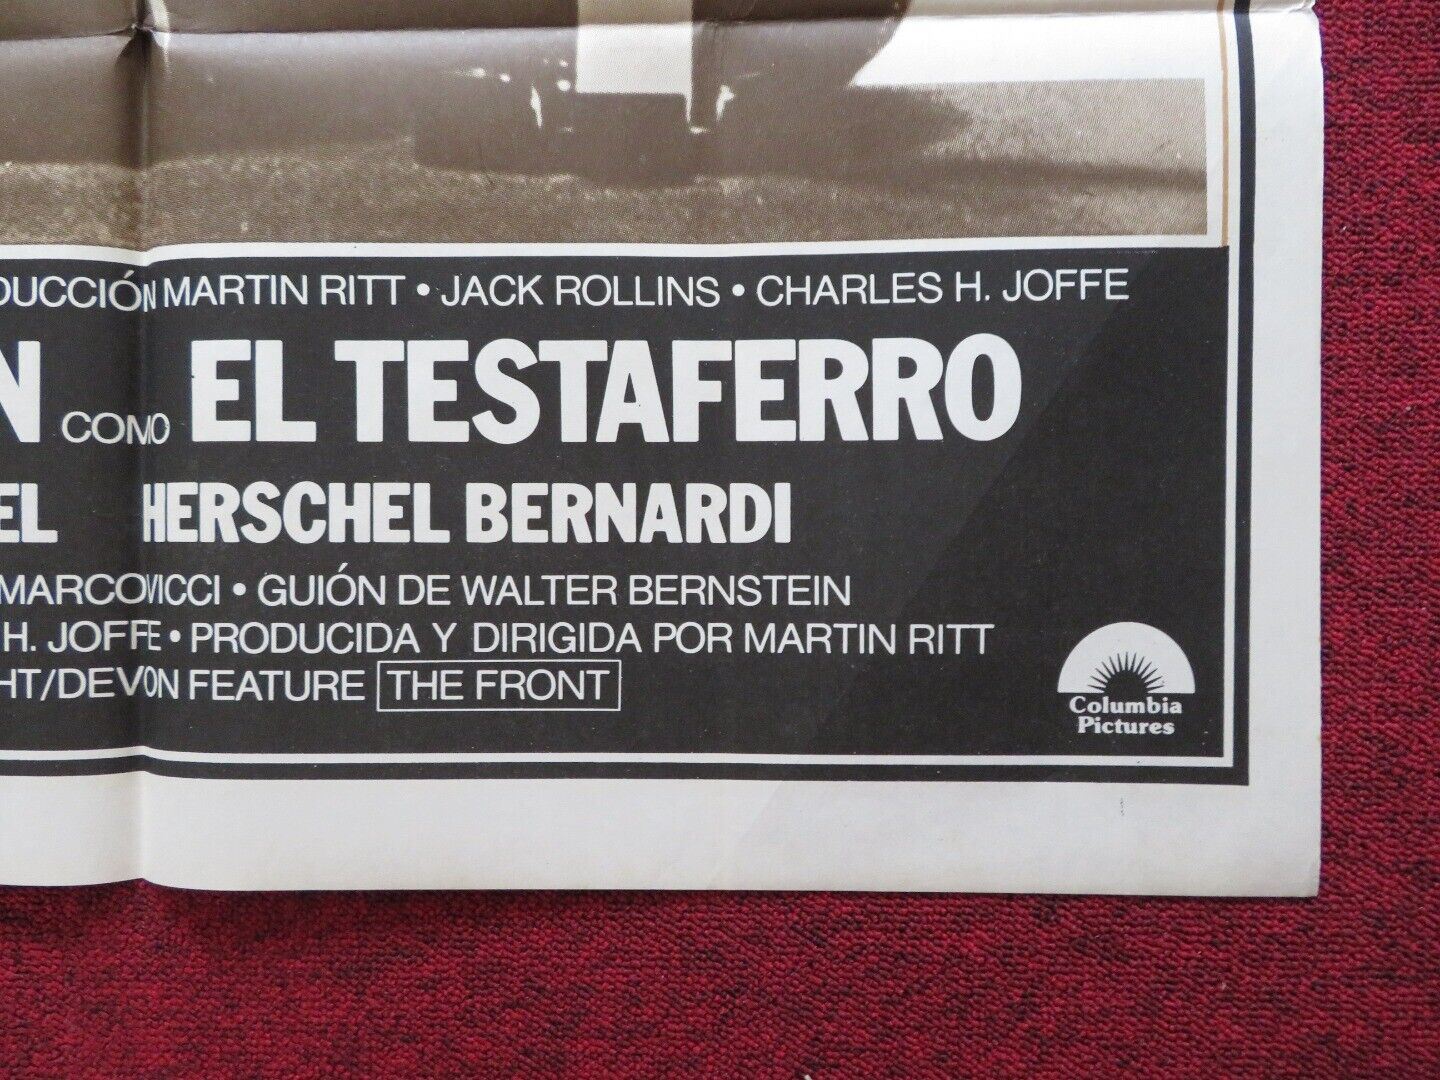 DUCCIÓN MARTIN RITT • JACK ROLLINS • CHARLES H. JOFFE
N COMO EL TESTAFERRO
EL HERSCHEL BERNARDI
MARCOVICCI • GUIÓN DE WALTER BERNSTEIN
H. JOFFE • PRODUCIDA Y DIRIGIDA POR MARTIN RITT
HT/DEVON FEATURE THE FRONT
Columbia
Pictures